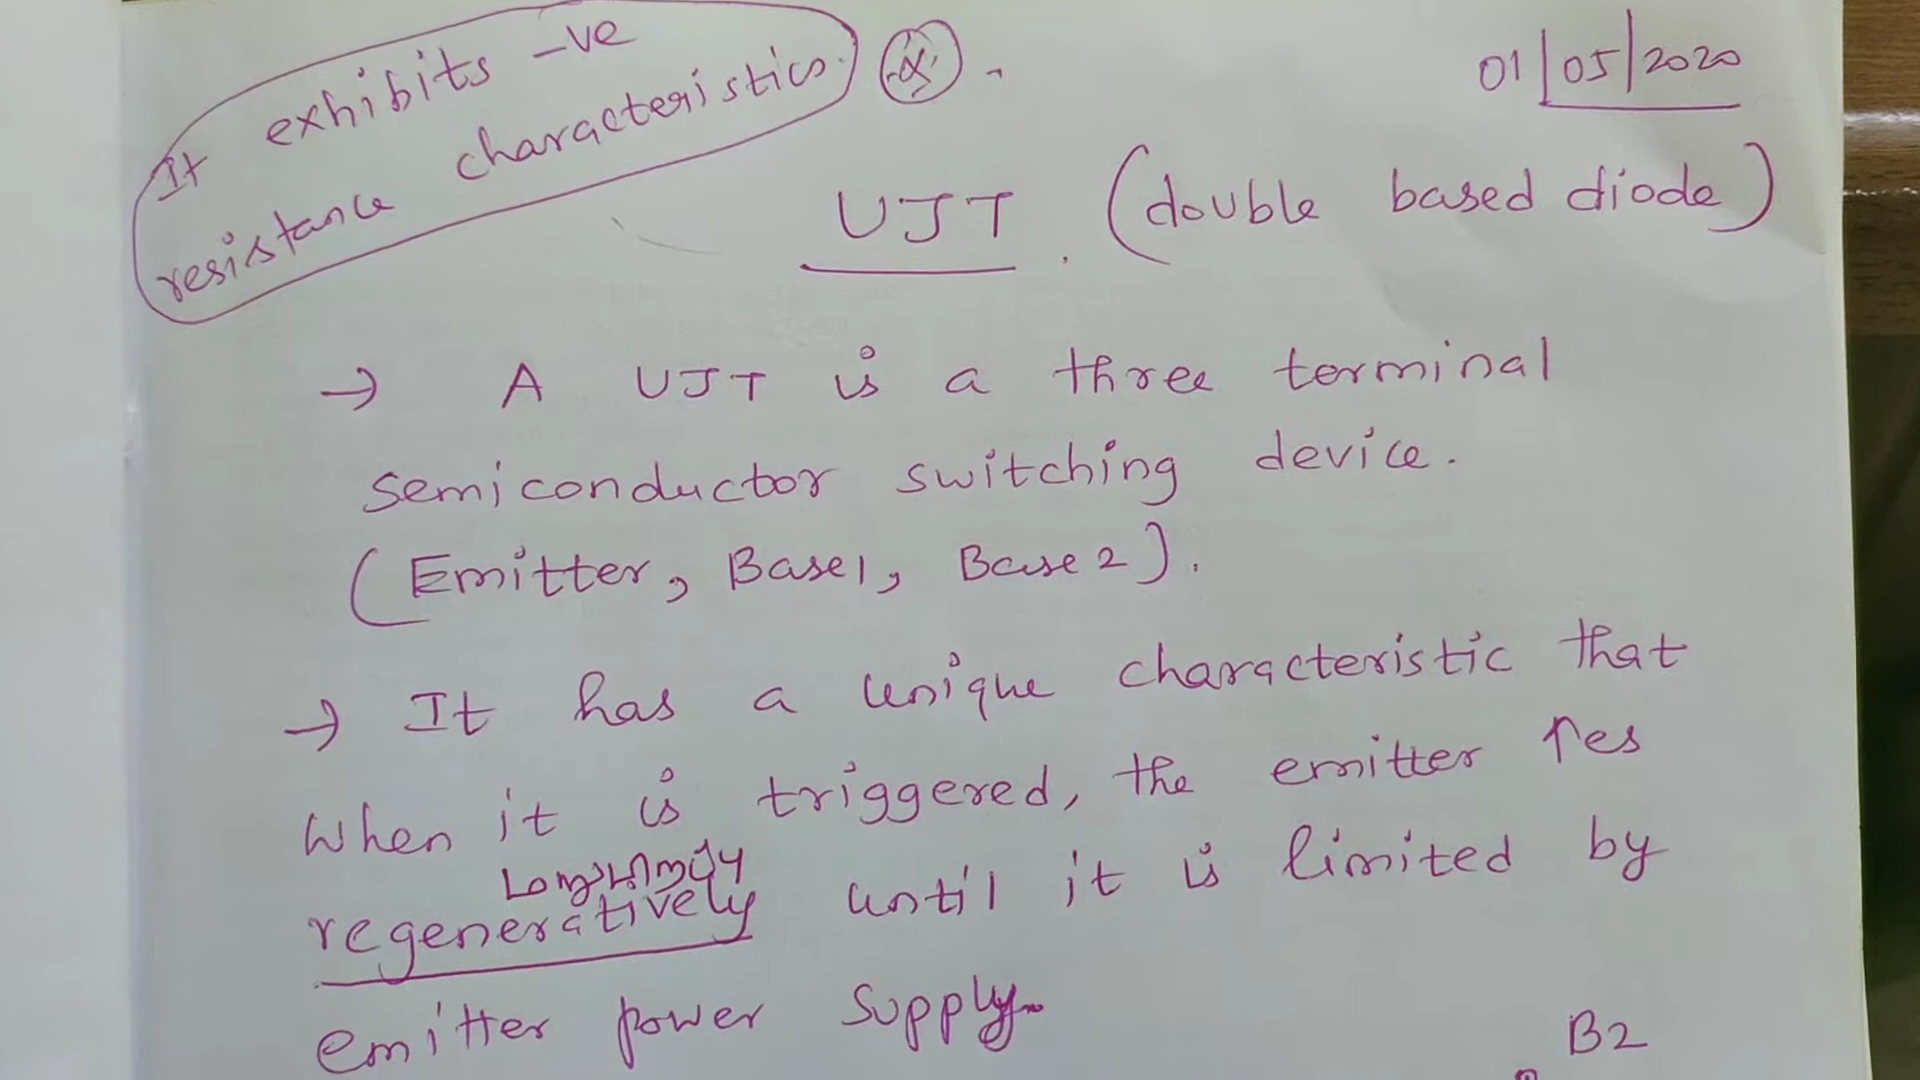 It exhibits -ve
resistance characteristics.
01/05/2020
UJT. (double based diode)
→ A UJT is a three terminal
semiconductor switching device.
(Emitter, Base1, Base2).
→ It has a unique characteristic that
when it is triggered, the emitter ↑es
regeneratively until it is limited by
emitter power supply.
B2